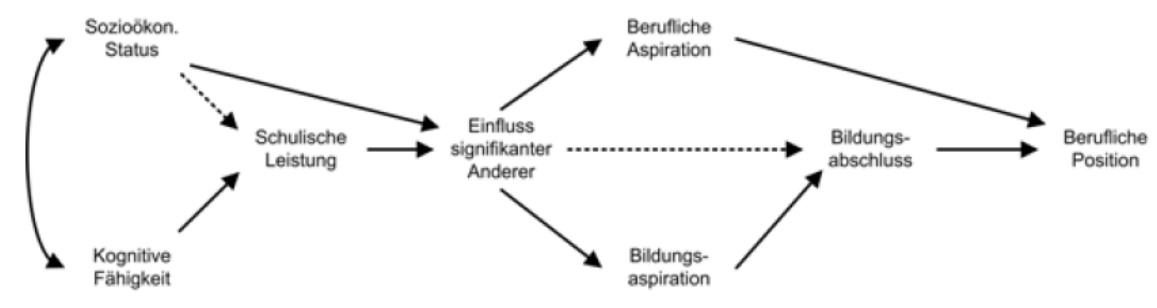 Sozioökon.
Status
Kognitive
Fähigkeit
Schulische
Leistung
Einfluss
signifikanter
Anderer
Berufliche
Aspiration
Bildungs-
aspiration
Bildungs-
abschluss
Berufliche
Position